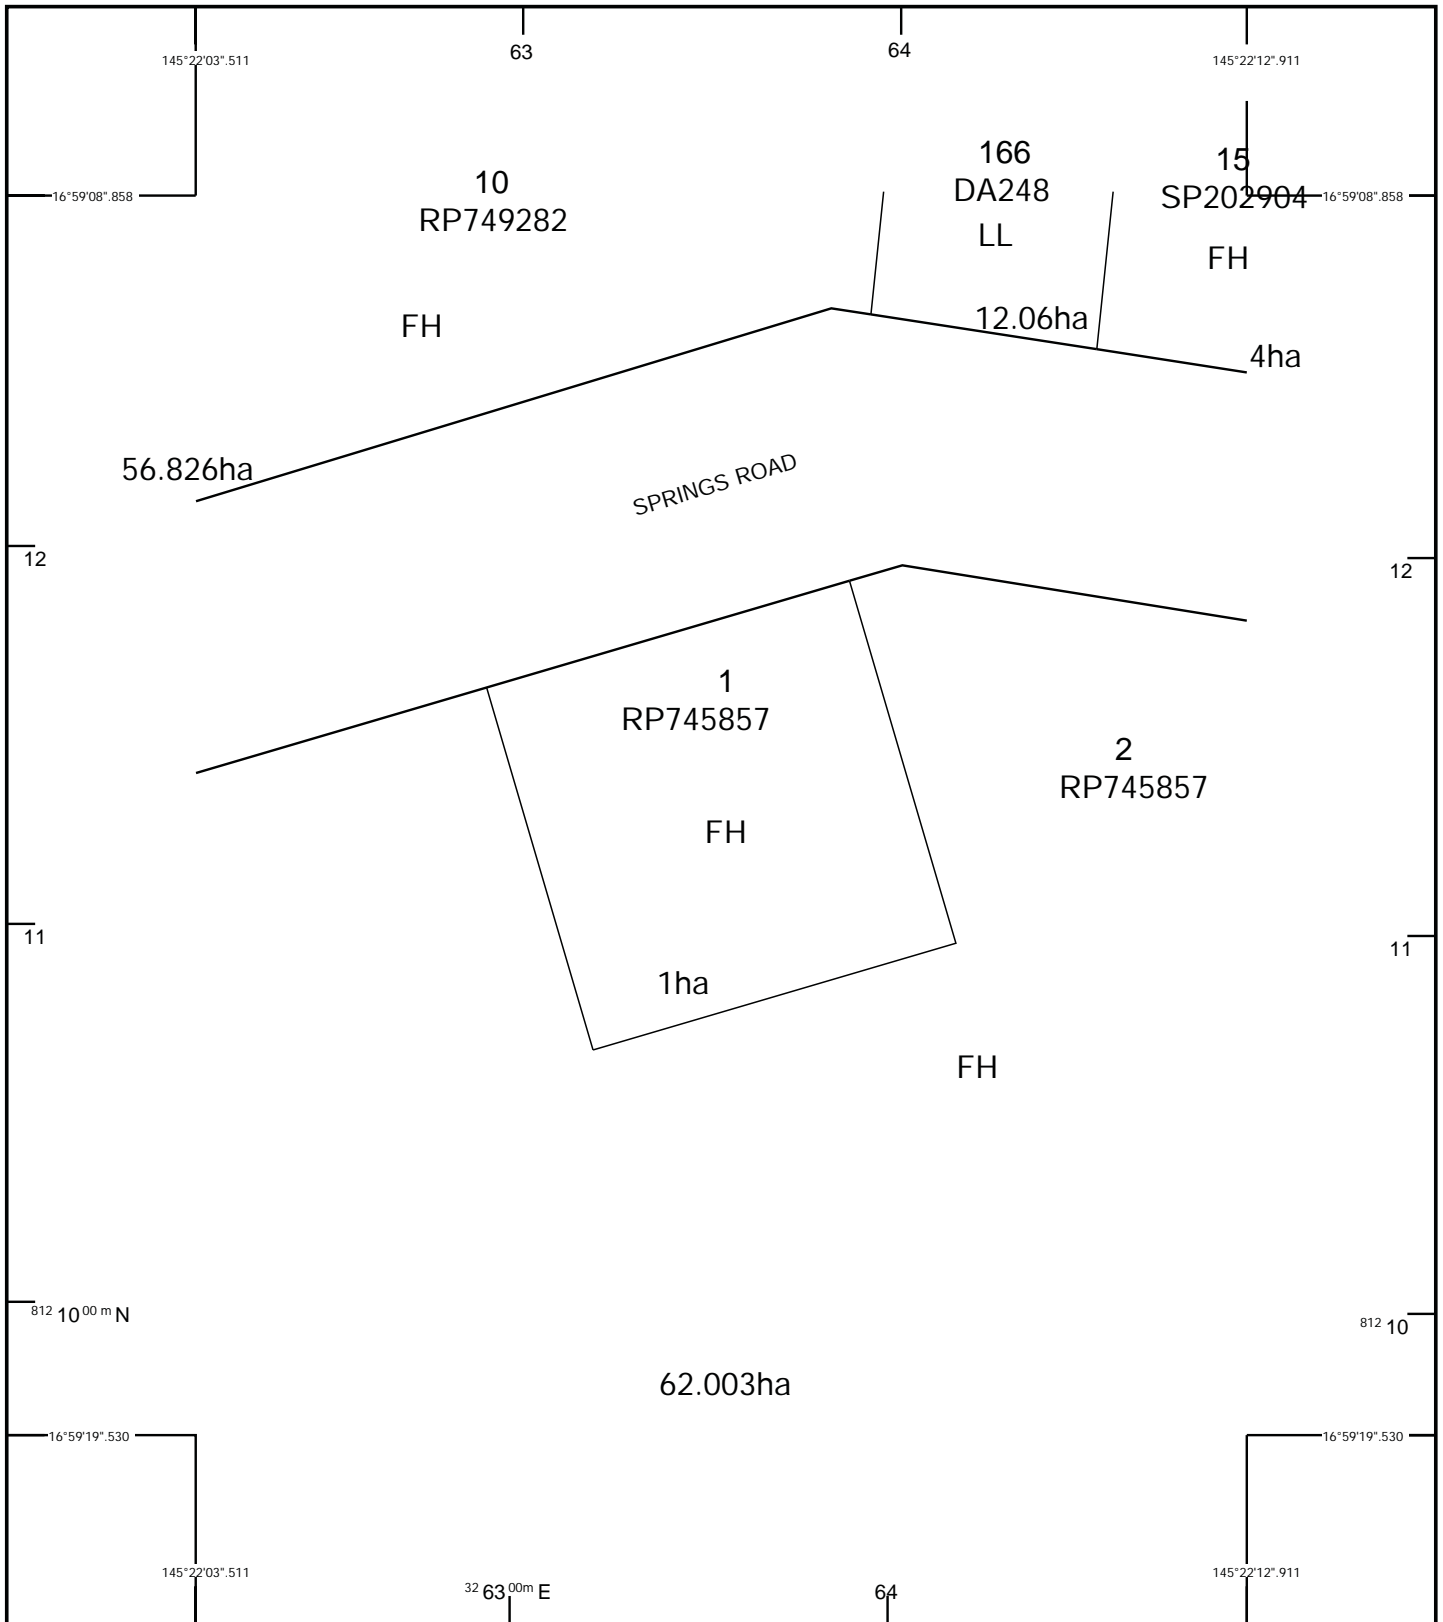 63
64
145°22'03".511
145°22'12".911
166
DA248
LL
15
SP202904
FH
10
RP749282
FH
16°59'08".858
16°59'08".858
12.06ha
4ha
56.826ha
SPRINGS ROAD
12
12
1
RP745857
FH
1ha
2
RP745857
FH
11
11
812 10 00 m N
812 10
62.003ha
16°59'19".530
16°59'19".530
145°22'03".511
145°22'12".911
32 63 00m E
64